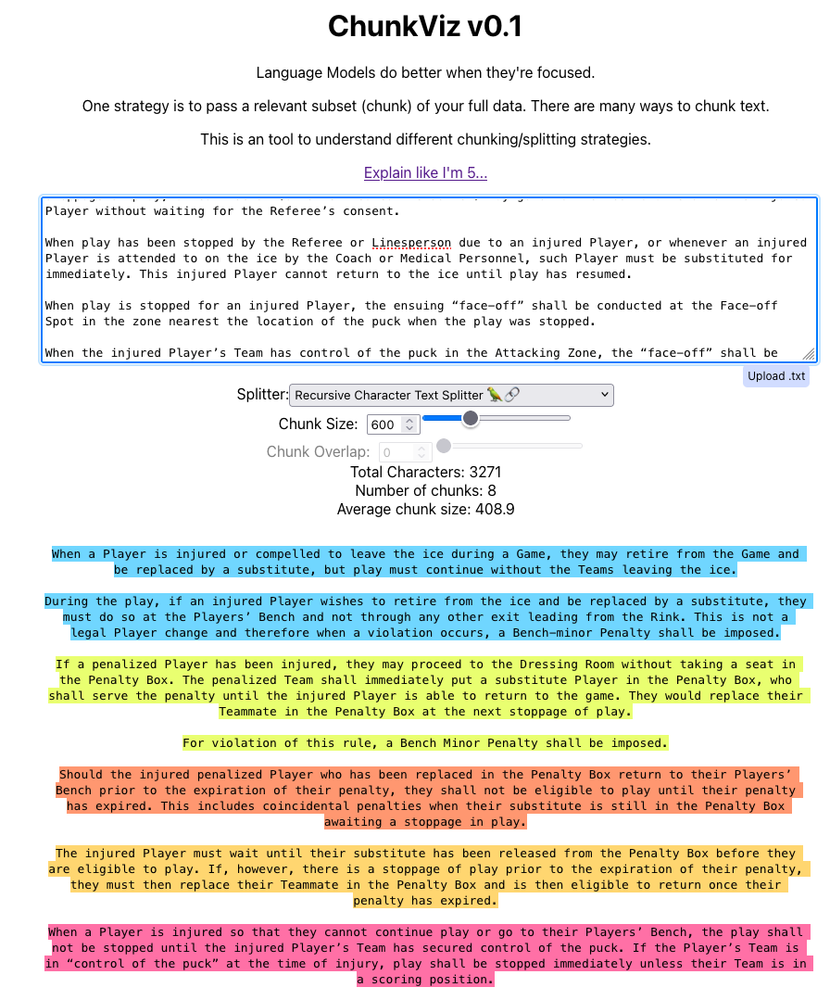 ChunkViz v0.1
Language Models do better when they're focused.
One strategy is to pass a relevant subset (chunk) of your full data. There are many ways to chunk text.
This is an tool to understand different chunking/splitting strategies.
Explain like I'm 5...
Player without waiting for the Referee’s consent.
When play has been stopped by the Referee or Linesperson due to an injured Player, or whenever an injured
Player is attended to on the ice by the Coach or Medical Personnel, such Player must be substituted for
immediately. This injured Player cannot return to the ice until play has resumed.
When play is stopped for an injured Player, the ensuing “face-off” shall be conducted at the Face-off
Spot in the zone nearest the location of the puck when the play was stopped.
When the injured Player’s Team has control of the puck in the Attacking Zone, the “face-off” shall be
Upload .txt
Splitter: Recursive Character Text Splitter 🦜🔗
Chunk Size: 600
Chunk Overlap: 0
Total Characters: 3271
Number of chunks: 8
Average chunk size: 408.9
When a Player is injured or compelled to leave the ice during a Game, they may retire from the Game and
be replaced by a substitute, but play must continue without the Teams leaving the ice.
During the play, if an injured Player wishes to retire from the ice and be replaced by a substitute, they
must do so at the Players’ Bench and not through any other exit leading from the Rink. This is not a
legal Player change and therefore when a violation occurs, a Bench-minor Penalty shall be imposed.
If a penalized Player has been injured, they may proceed to the Dressing Room without taking a seat in
the Penalty Box. The penalized Team shall immediately put a substitute Player in the Penalty Box, who
shall serve the penalty until the injured Player is able to return to the game. They would replace their
Teammate in the Penalty Box at the next stoppage of play.
For violation of this rule, a Bench Minor Penalty shall be imposed.
Should the injured penalized Player who has been replaced in the Penalty Box return to their Players’
Bench prior to the expiration of their penalty, they shall not be eligible to play until their penalty
has expired. This includes coincidental penalties when their substitute is still in the Penalty Box
awaiting a stoppage in play.
The injured Player must wait until their substitute has been released from the Penalty Box before they
are eligible to play. If, however, there is a stoppage of play prior to the expiration of their penalty,
they must then replace their Teammate in the Penalty Box and is then eligible to return once their
penalty has expired.
When a Player is injured so that they cannot continue play or go to their Players’ Bench, the play shall
not be stopped until the injured Player’s Team has secured control of the puck. If the Player’s Team is
in “control of the puck” at the time of injury, play shall be stopped immediately unless their Team is in
a scoring position.